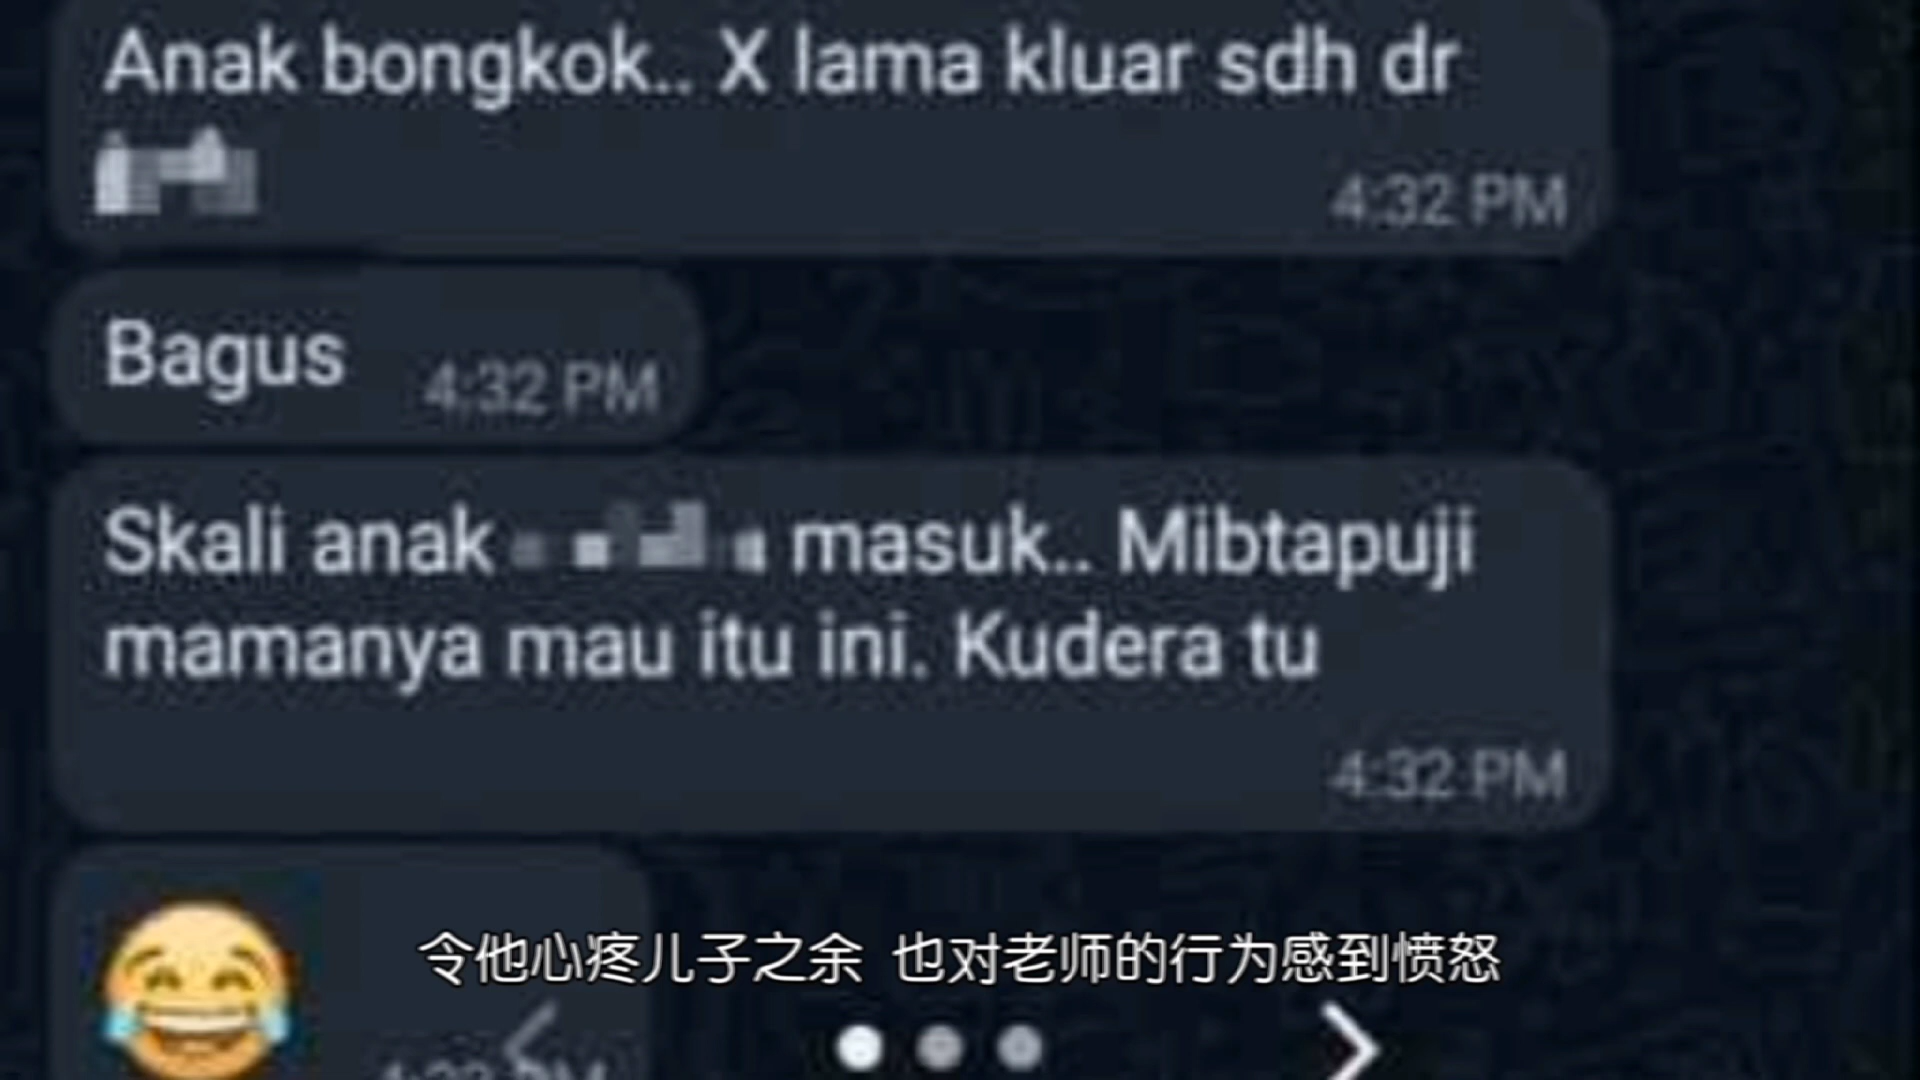 Anak bongkok.. X lama kluar sdh dr
4:32 PM
Bagus
4:32 PM
Skali anak masuk.. Mibtapuji
mamanya mau itu ini. Kudera tu
4:32 PM
令他心疼儿子之余 也对老师的行为感到愤怒